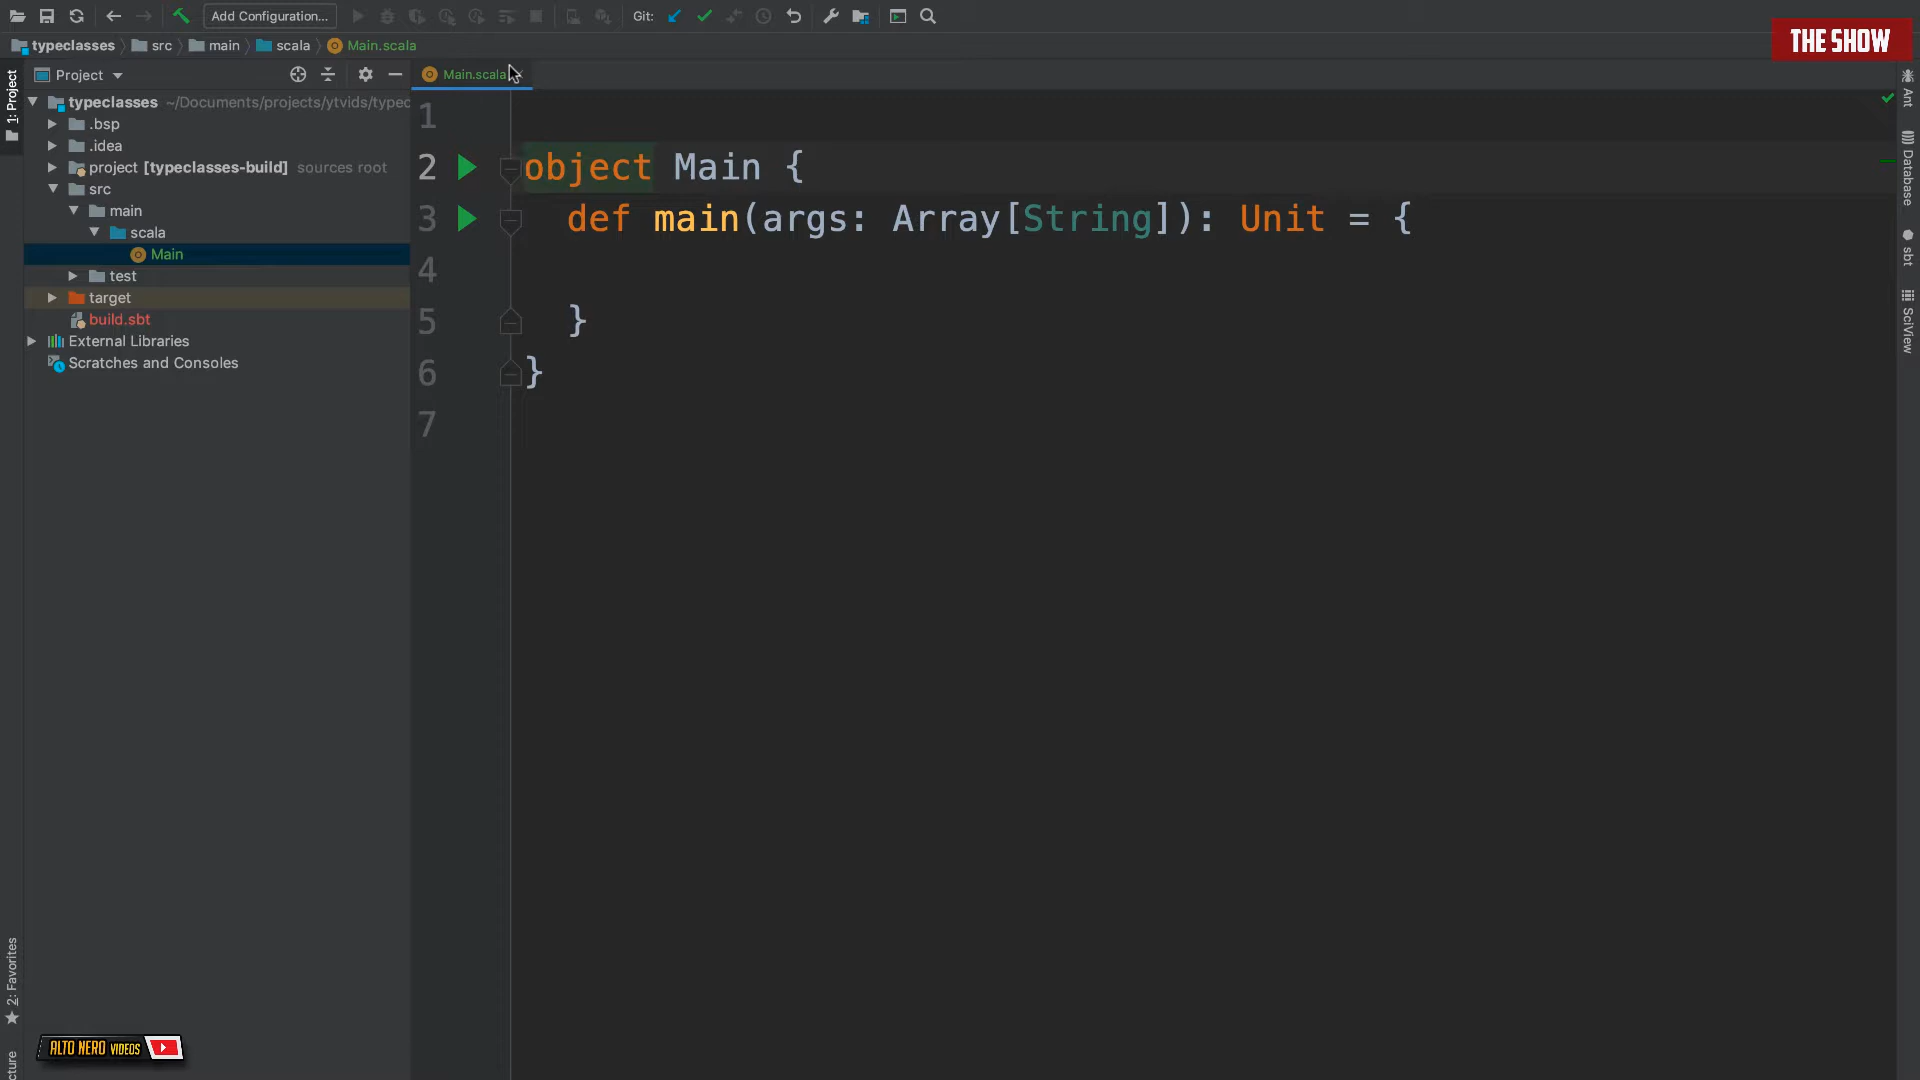 Add Configuration...
Git:
typeclasses
src
main
scala
Main.scala
THE SHOW
1: Project
Project
Main.scala
typeclasses ~/Documents/projects/ytvids/typec
.bsp
.idea
project [typeclasses-build] sources root
src
main
scala
Main
test
target
build.sbt
External Libraries
Scratches and Consoles
1
2 object Main {
3 def main(args: Array[String]): Unit = {
4
5 }
6 }
7
Ant
Database
sbt
SciView
2: Favorites
cture
ALTO NERO VIDEOS